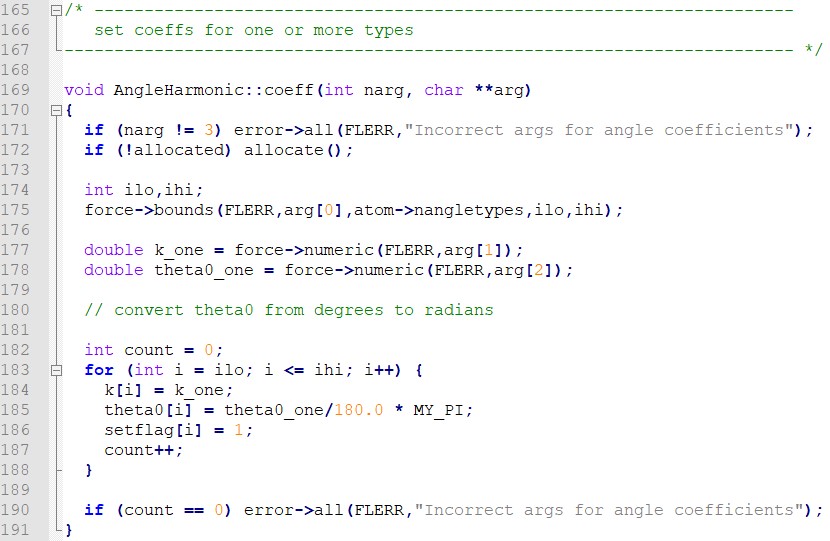 165 /* ----------------------------------------------------------------------
166    set coeffs for one or more types
167 ------------------------------------------------------------------------- */
168
169 void AngleHarmonic::coeff(int narg, char **arg)
170 {
171   if (narg != 3) error->all(FLERR,"Incorrect args for angle coefficients");
172   if (!allocated) allocate();
173
174   int ilo,ihi;
175   force->bounds(FLERR,arg[0],atom->nangletypes,ilo,ihi);
176
177   double k_one = force->numeric(FLERR,arg[1]);
178   double theta0_one = force->numeric(FLERR,arg[2]);
179
180   // convert theta0 from degrees to radians
181
182   int count = 0;
183   for (int i = ilo; i <= ihi; i++) {
184     k[i] = k_one;
185     theta0[i] = theta0_one/180.0 * MY_PI;
186     setflag[i] = 1;
187     count++;
188   }
189
190   if (count == 0) error->all(FLERR,"Incorrect args for angle coefficients");
191 }